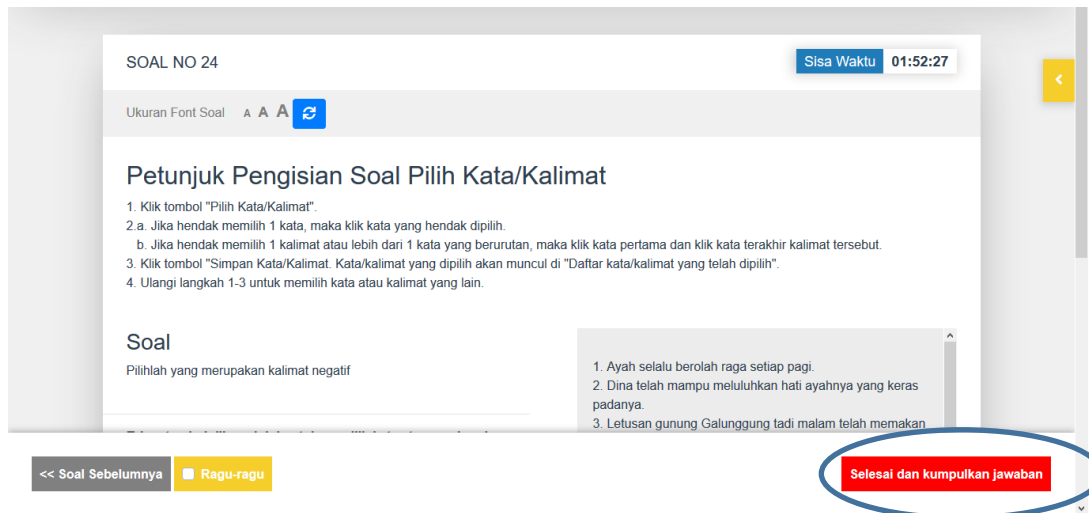 SOAL NO 24
Sisa Waktu 01:52:27
Ukuran Font Soal A A A
Petunjuk Pengisian Soal Pilih Kata/Kalimat
1. Klik tombol "Pilih Kata/Kalimat".
2.a. Jika hendak memilih 1 kata, maka klik kata yang hendak dipilih.
b. Jika hendak memilih 1 kalimat atau lebih dari 1 kata yang berurutan, maka klik kata pertama dan klik kata terakhir kalimat tersebut.
3. Klik tombol "Simpan Kata/Kalimat. Kata/kalimat yang dipilih akan muncul di "Daftar kata/kalimat yang telah dipilih".
4. Ulangi langkah 1-3 untuk memilih kata atau kalimat yang lain.
Soal
Pilihlah yang merupakan kalimat negatif
1. Ayah selalu berolah raga setiap pagi.
2. Dina telah mampu meluluhkan hati ayahnya yang keras
padanya.
3. Letusan gunung Galunggung tadi malam telah memakan
<< Soal Sebelumnya
Ragu-ragu
Selesai dan kumpulkan jawaban